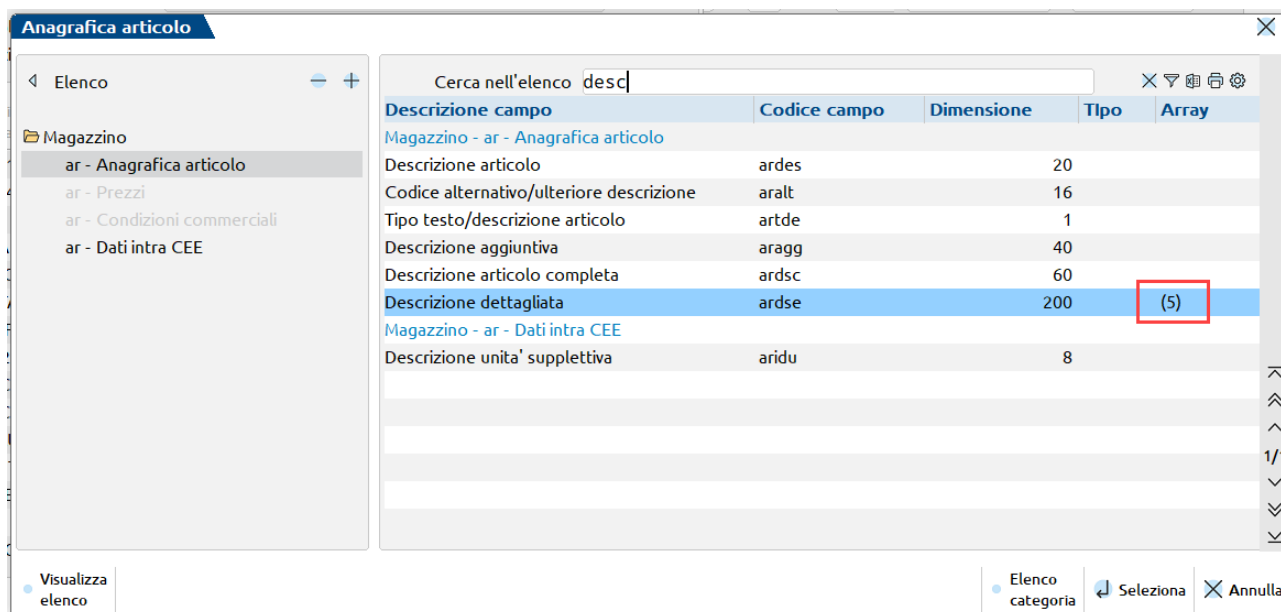 Anagrafica articolo
Elenco
Cerca nell'elenco desc
Descrizione campo Codice campo Dimensione TIpo Array
Magazzino
ar - Anagrafica articolo
ar - Prezzi
ar - Condizioni commerciali
ar - Dati intra CEE
Magazzino - ar - Anagrafica articolo
Descrizione articolo ardes 20
Codice alternativo/ulteriore descrizione aralt 16
Tipo testo/descrizione articolo artde 1
Descrizione aggiuntiva aragg 40
Descrizione articolo completa ardsc 60
Descrizione dettagliata ardse 200 (5)
Magazzino - ar - Dati intra CEE
Descrizione unita' supplettiva aridu 8
Visualizza
elenco
Elenco
categoria
Seleziona
Annulla